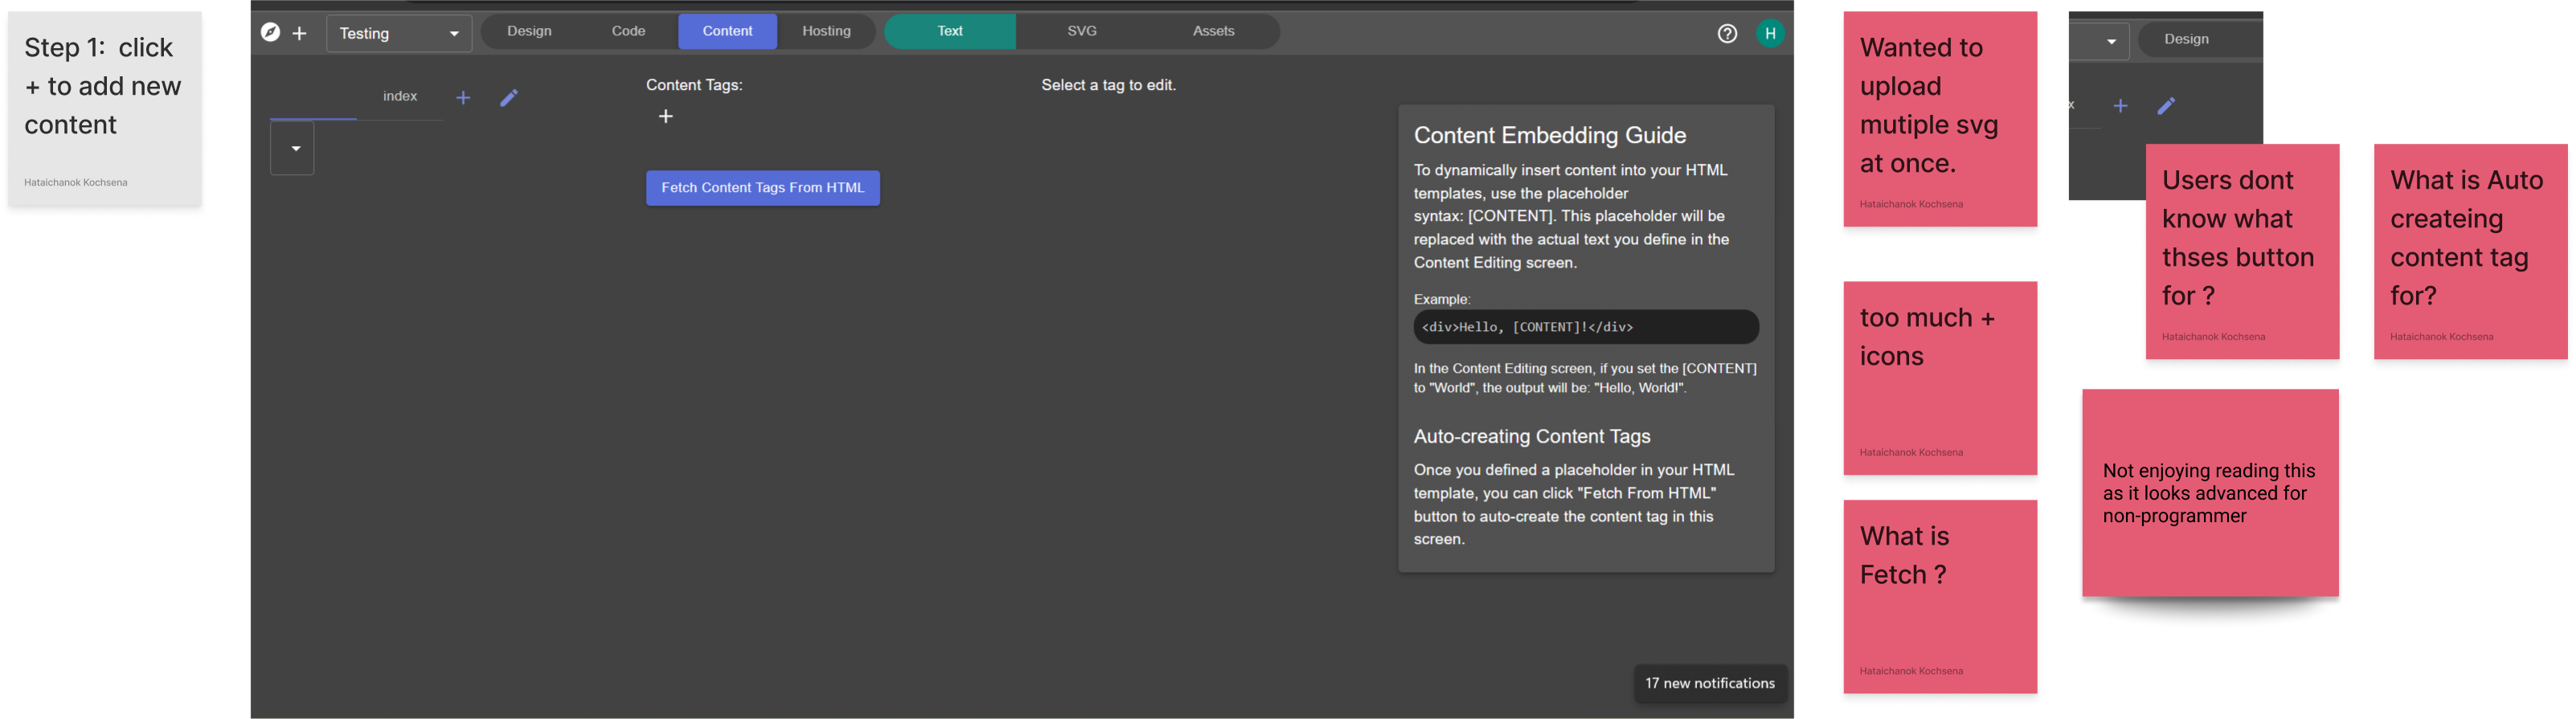 Step 1:  click
+ to add new
content
Hataichanok Kochsena
Testing
Design
Code
Content
Hosting
Text
SVG
Assets
H
index
Content Tags:
Select a tag to edit.
Fetch Content Tags From HTML
Content Embedding Guide
To dynamically insert content into your HTML
templates, use the placeholder
syntax: [CONTENT]. This placeholder will be
replaced with the actual text you define in the
Content Editing screen.
Example:
<div>Hello, [CONTENT]!</div>
In the Content Editing screen, if you set the [CONTENT]
to "World", the output will be: "Hello, World!".
Auto-creating Content Tags
Once you defined a placeholder in your HTML
template, you can click "Fetch From HTML"
button to auto-create the content tag in this
screen.
17 new notifications
Wanted to
upload
mutiple svg
at once.
Hataichanok Kochsena
too much +
icons
Hataichanok Kochsena
What is
Fetch ?
Hataichanok Kochsena
Design
x
Users dont
know what
thses button
for ?
Hataichanok Kochsena
What is Auto
createing
content tag
for?
Hataichanok Kochsena
Not enjoying reading this
as it looks advanced for
non-programmer